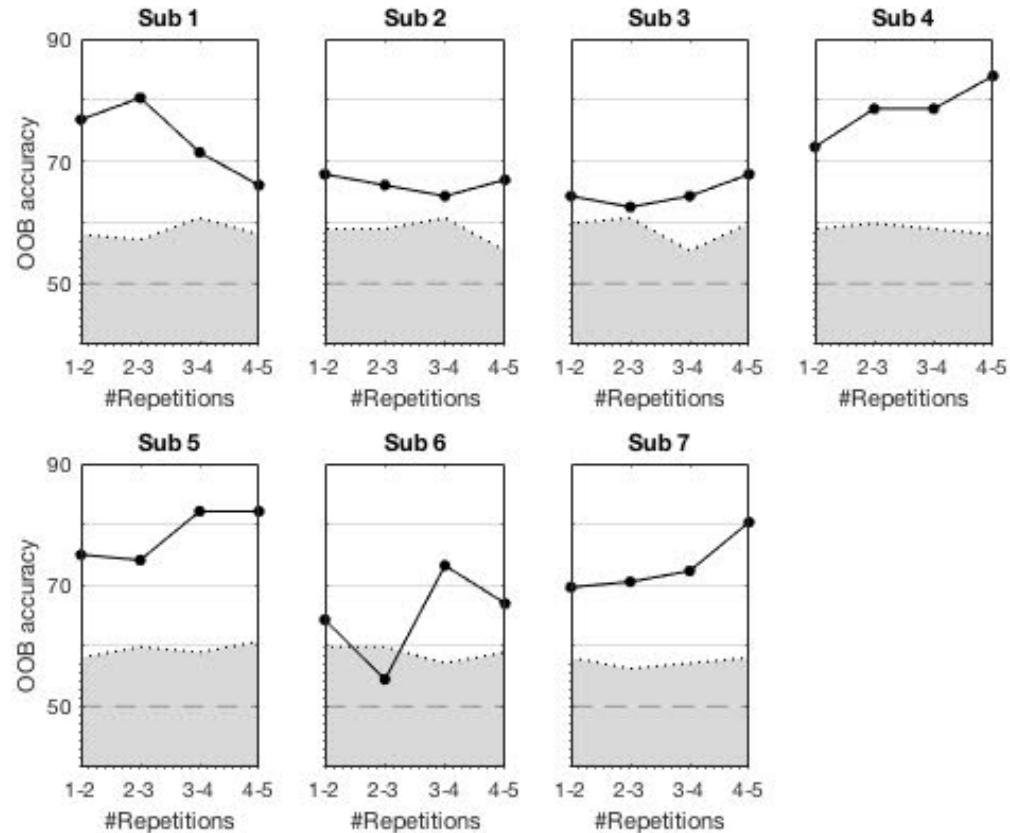 Sub 1 Sub 2 Sub 3 Sub 4
90
70
50
OOB accuracy
1-2 2-3 3-4 4-5 1-2 2-3 3-4 4-5 1-2 2-3 3-4 4-5 1-2 2-3 3-4 4-5
#Repetitions #Repetitions #Repetitions #Repetitions
Sub 5 Sub 6 Sub 7
90
70
50
OOB accuracy
1-2 2-3 3-4 4-5 1-2 2-3 3-4 4-5 1-2 2-3 3-4 4-5
#Repetitions #Repetitions #Repetitions